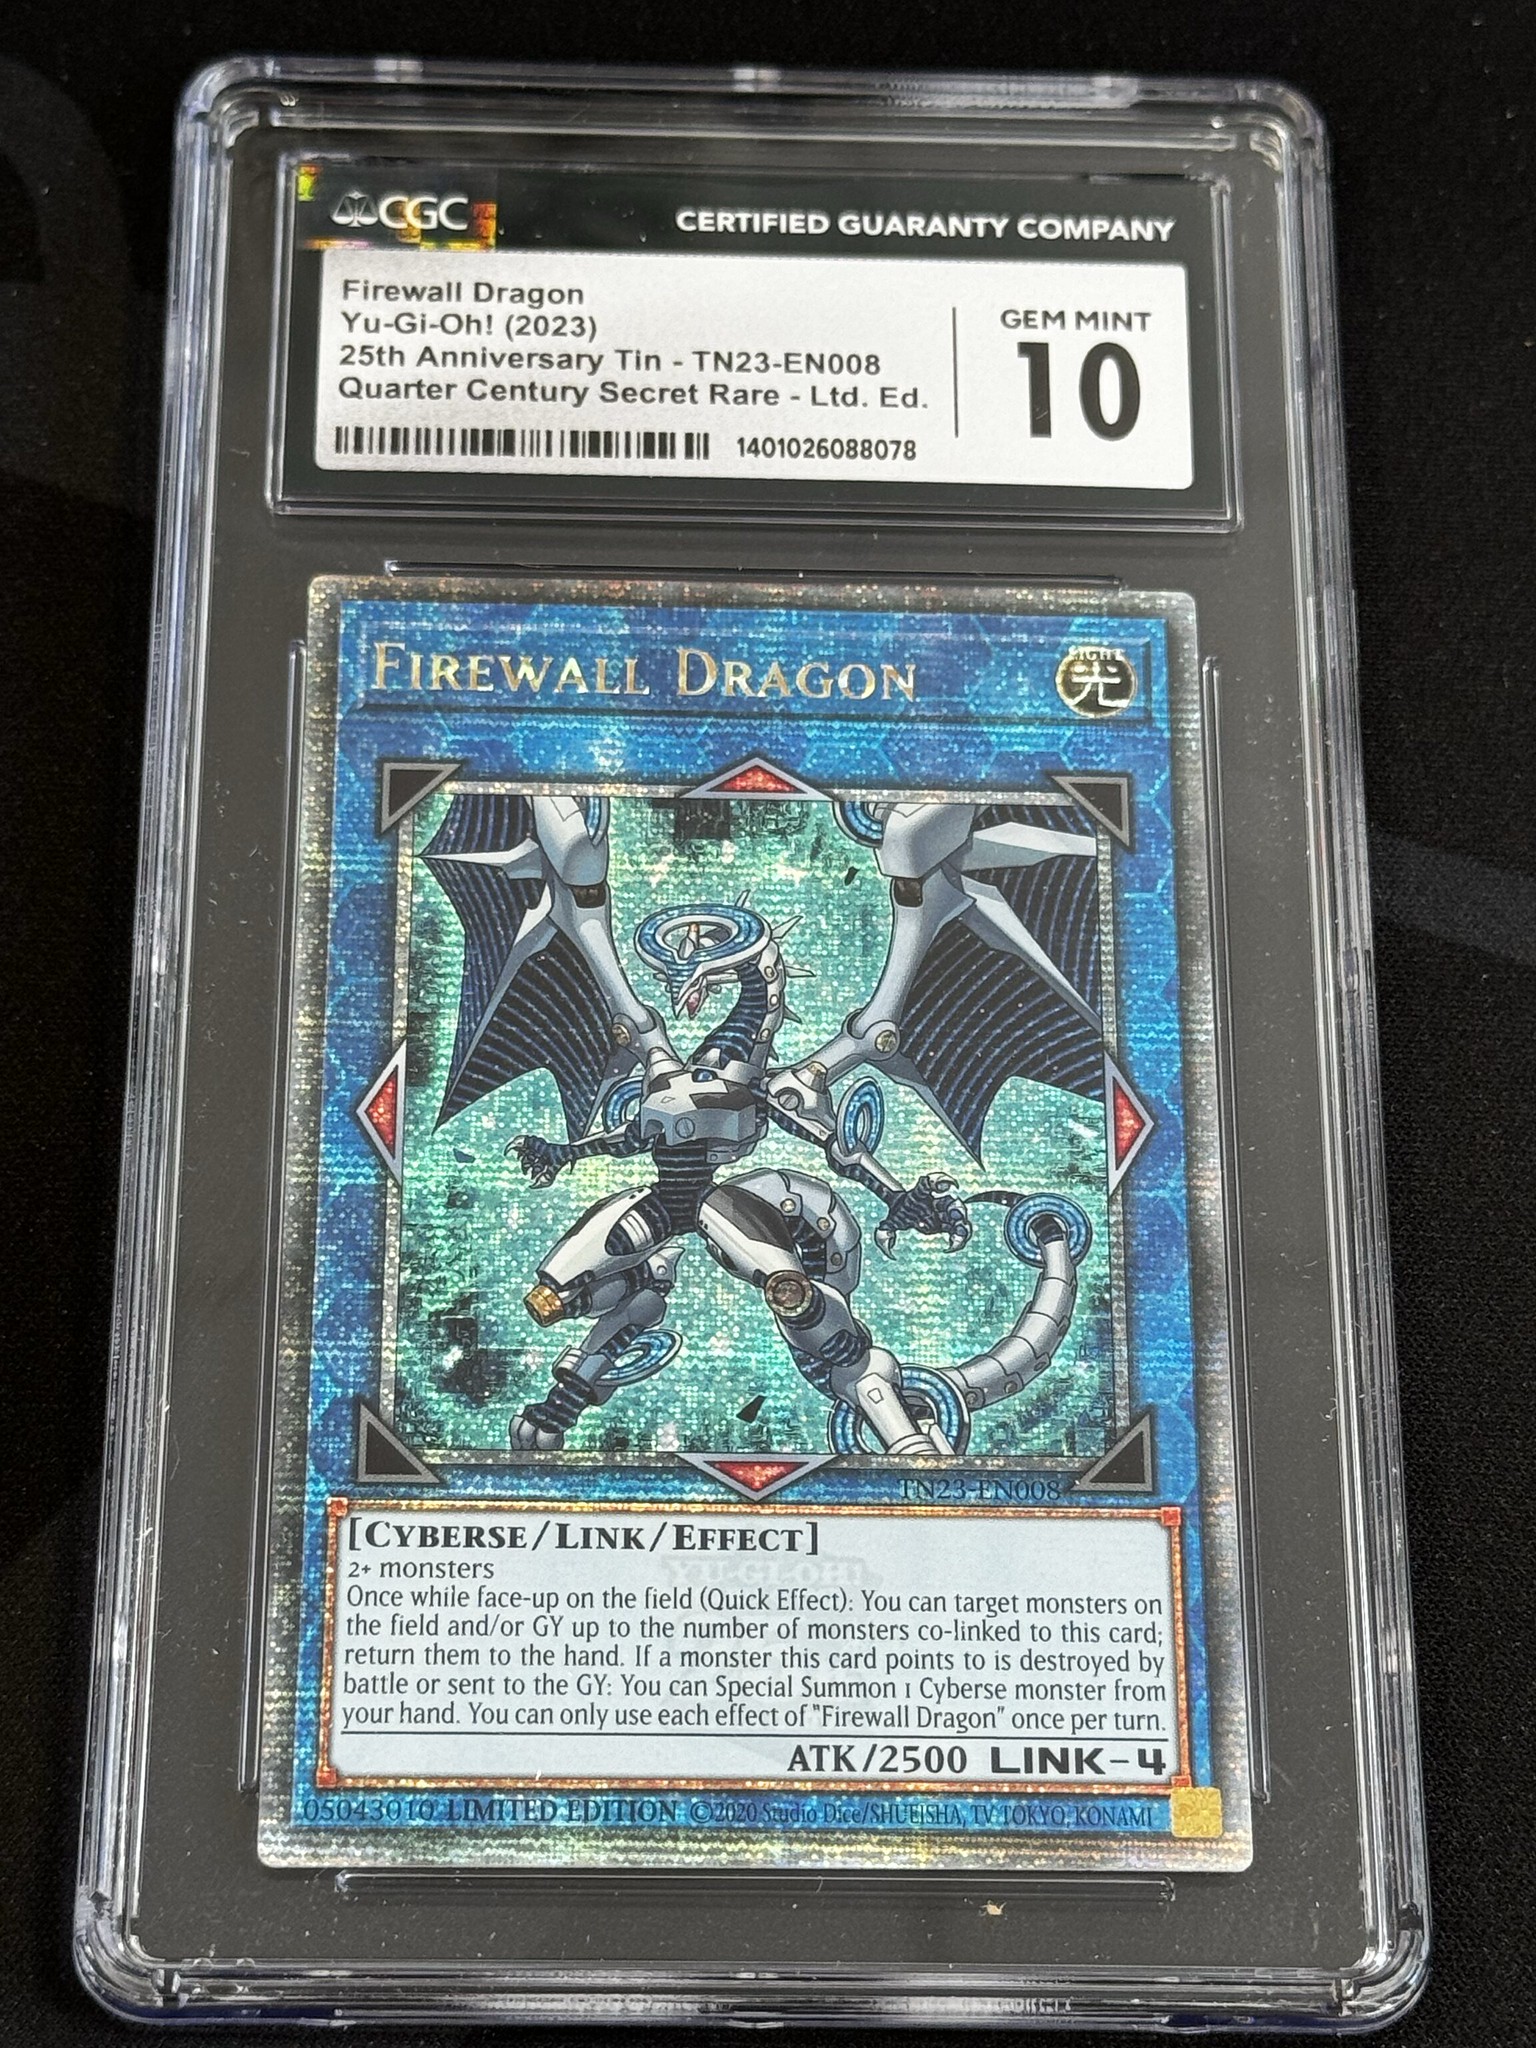 CGC
CERTIFIED GUARANTY COMPANY
Firewall Dragon
Yu-Gi-Oh! (2023)
25th Anniversary Tin - TN23-EN008
Quarter Century Secret Rare - Ltd. Ed.
1401026088078
GEM MINT
10
FIREWALL DRAGON
LIGHT
光
TN23-EN008
[CYBERSE/LINK/EFFECT]
2+ monsters
Once while face-up on the field (Quick Effect): You can target monsters on
the field and/or GY up to the number of monsters co-linked to this card;
return them to the hand. If a monster this card points to is destroyed by
battle or sent to the GY: You can Special Summon 1 Cyberse monster from
your hand. You can only use each effect of "Firewall Dragon" once per turn.
ATK/2500 LINK-4
05043010 LIMITED EDITION ©2020 Studio Dice/SHUEISHA, TV TOKYO, KONAMI